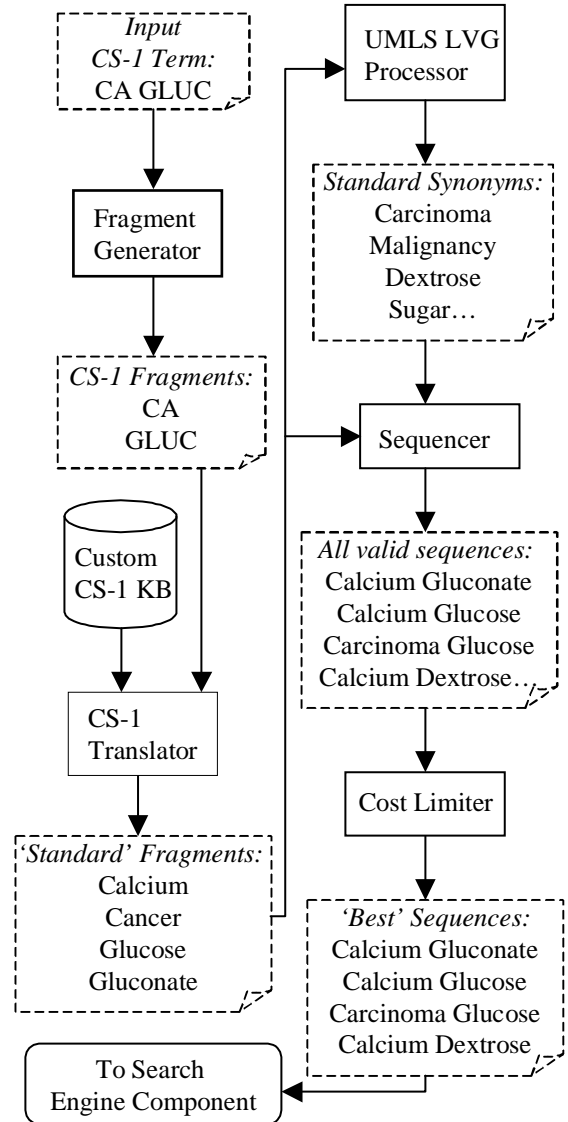 Input
CS-1 Term:
CA GLUC
Fragment
Generator
CS-1 Fragments:
CA
GLUC
Custom
CS-1 KB
CS-1
Translator
‘Standard’ Fragments:
Calcium
Cancer
Glucose
Gluconate
UMLS LVG
Processor
Standard Synonyms:
Carcinoma
Malignancy
Dextrose
Sugar…
Sequencer
All valid sequences:
Calcium Gluconate
Calcium Glucose
Carcinoma Glucose
Calcium Dextrose…
Cost Limiter
‘Best’ Sequences:
Calcium Gluconate
Calcium Glucose
Carcinoma Glucose
Calcium Dextrose
To Search
Engine Component